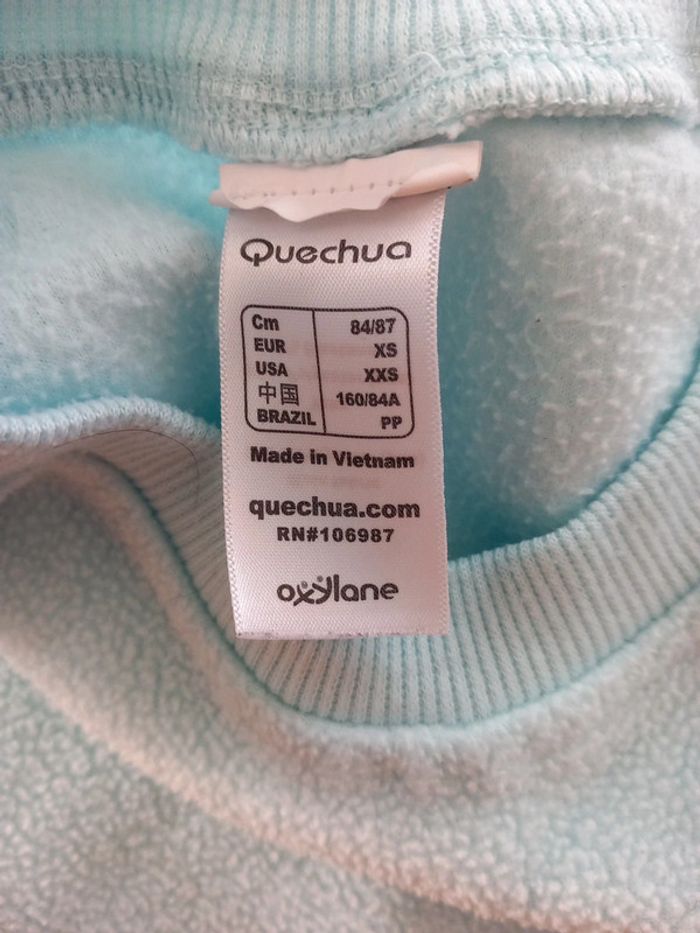 Quechua
Cm 84/87
EUR XS
USA XXS
中国 160/84A
BRAZIL PP
Made in Vietnam
quechua.com
RN#106987
oxylane